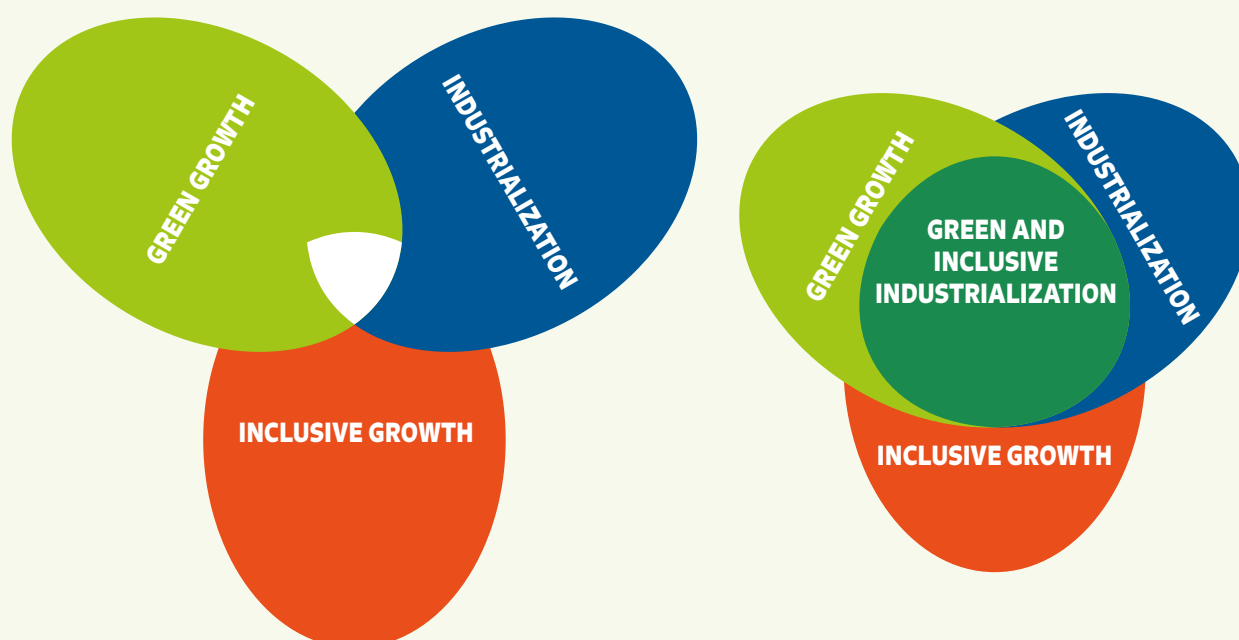 GREEN GROWTH
INDUSTRIALIZATION
INCLUSIVE GROWTH
GREEN GROWTH
GREEN AND
INCLUSIVE
INDUSTRIALIZATION
INDUSTRIALIZATION
INCLUSIVE GROWTH